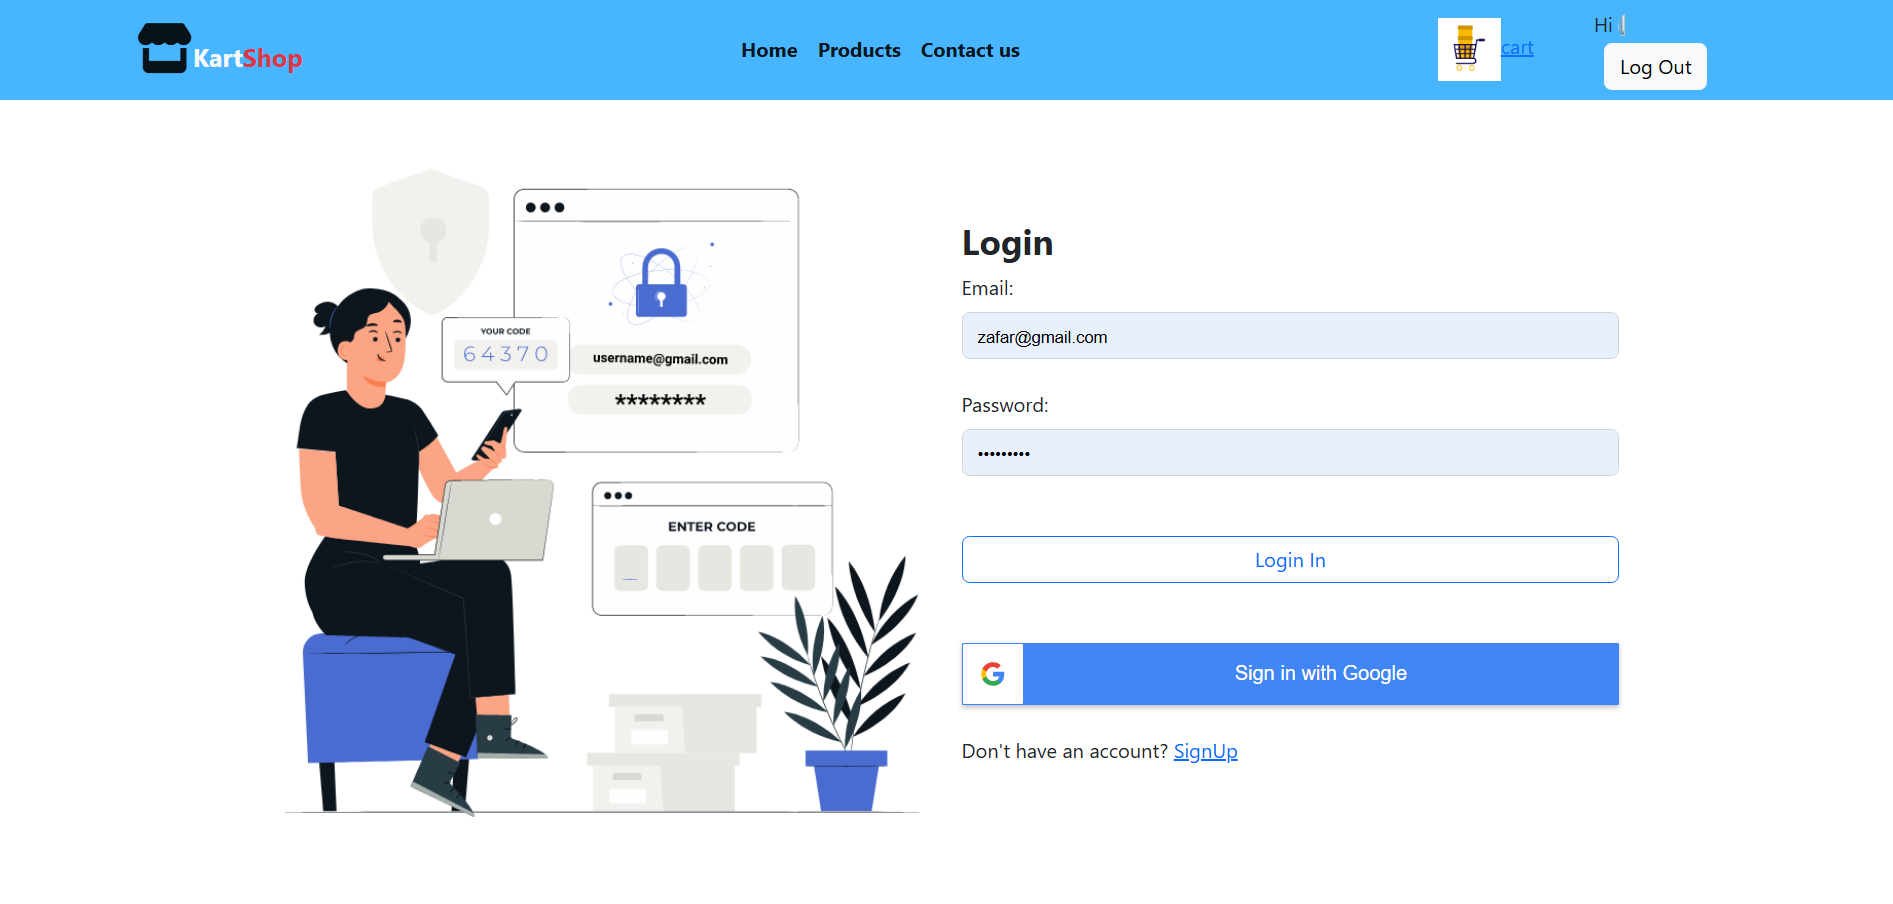 KartShop
Home Products Contact us
cart
Hi
Log Out
YOUR CODE
64370
username@gmail.com
********
ENTER CODE
Login
Email:
zafar@gmail.com
Password:
•••••••••
Login In
Sign in with Google
Don't have an account? SignUp